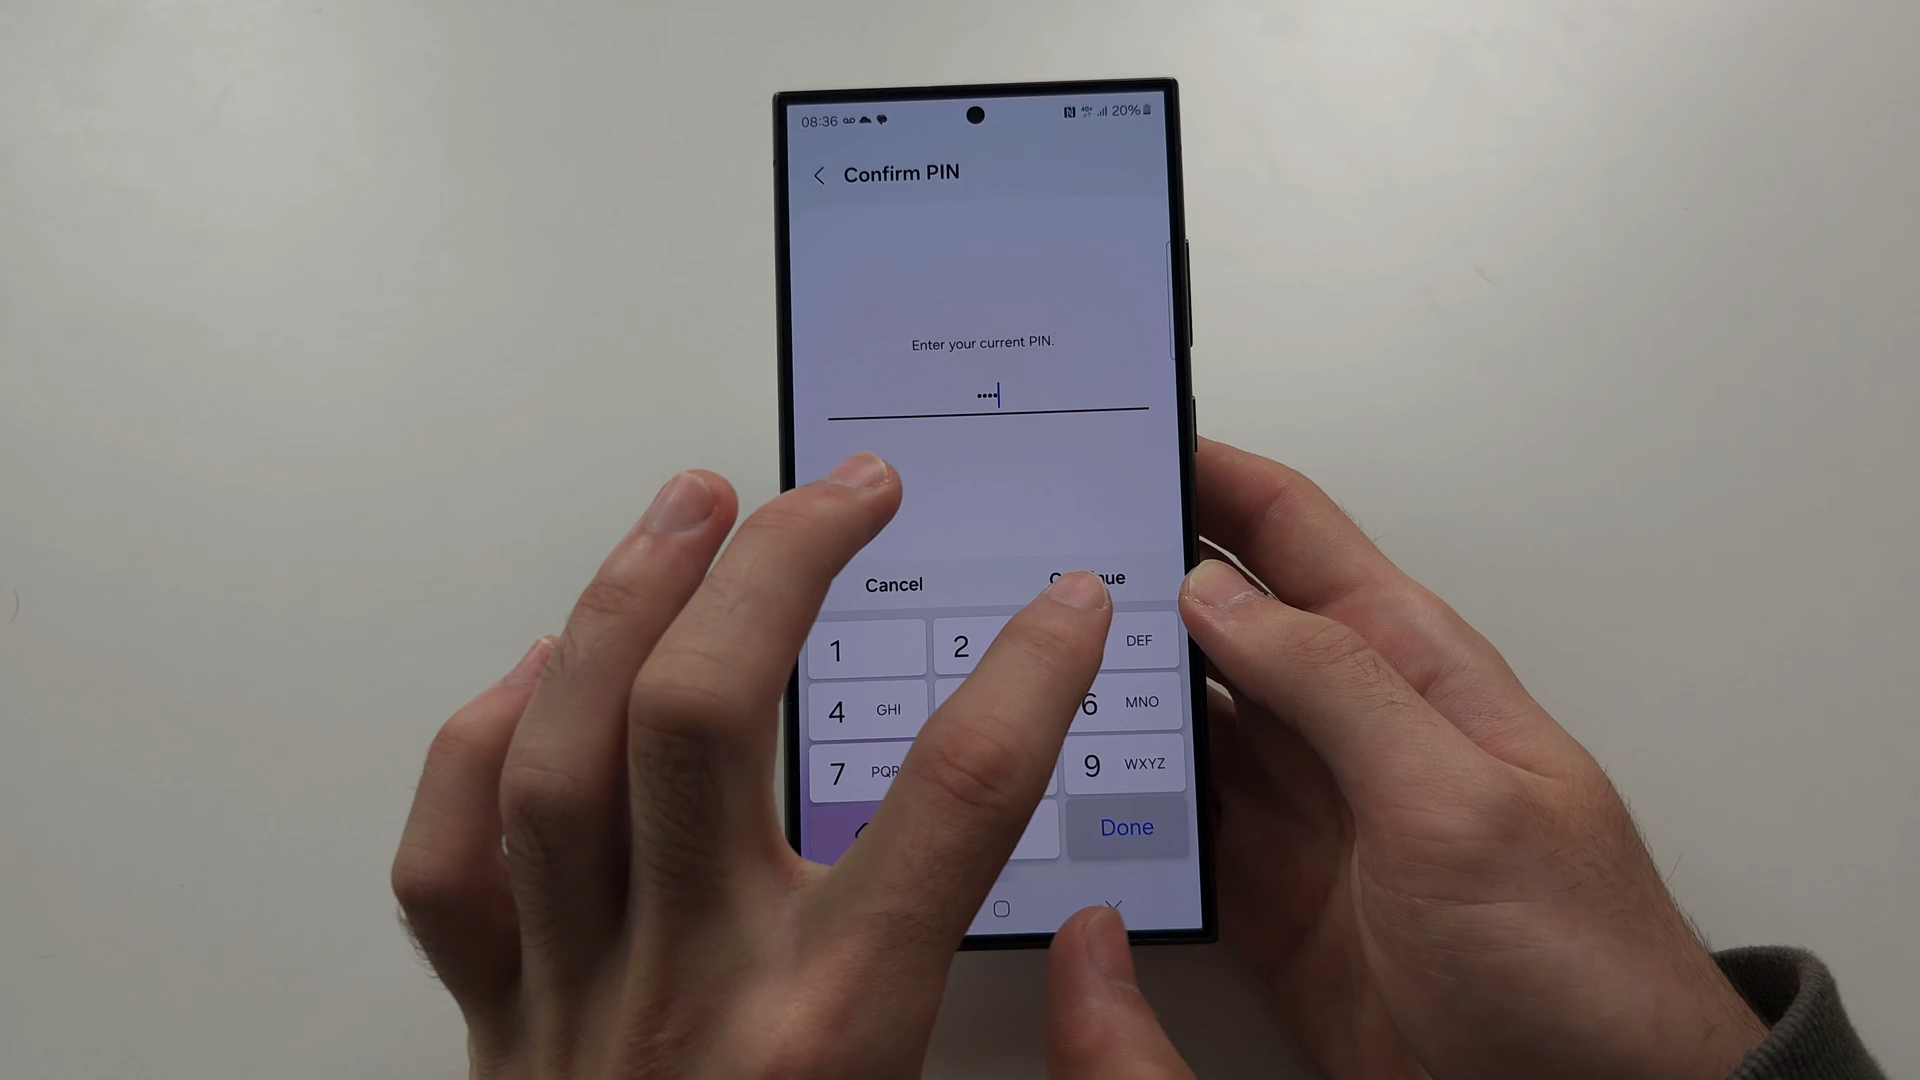 08:36 20%
Confirm PIN
Enter your current PIN.
Cancel
1 2 DEF
4 GHI 6 MNO
7 PQR 9 WXYZ
Done